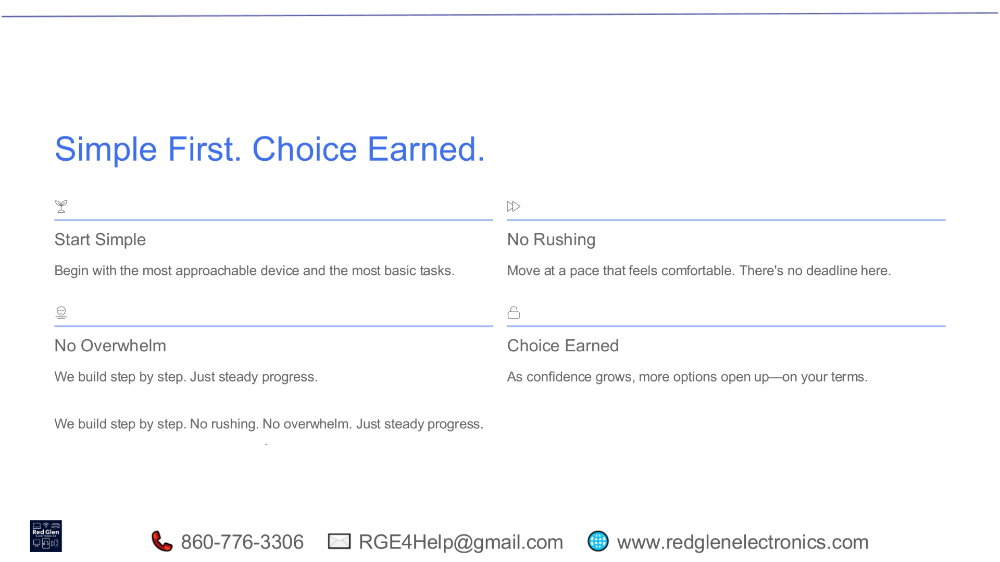 Simple First. Choice Earned.
Start Simple
Begin with the most approachable device and the most basic tasks.
No Rushing
Move at a pace that feels comfortable. There's no deadline here.
No Overwhelm
We build step by step. Just steady progress.
Choice Earned
As confidence grows, more options open up—on your terms.
We build step by step. No rushing. No overwhelm. Just steady progress.
.
Red Glen
ELECTRONICS
860-776-3306
RGE4Help@gmail.com
www.redglenelectronics.com